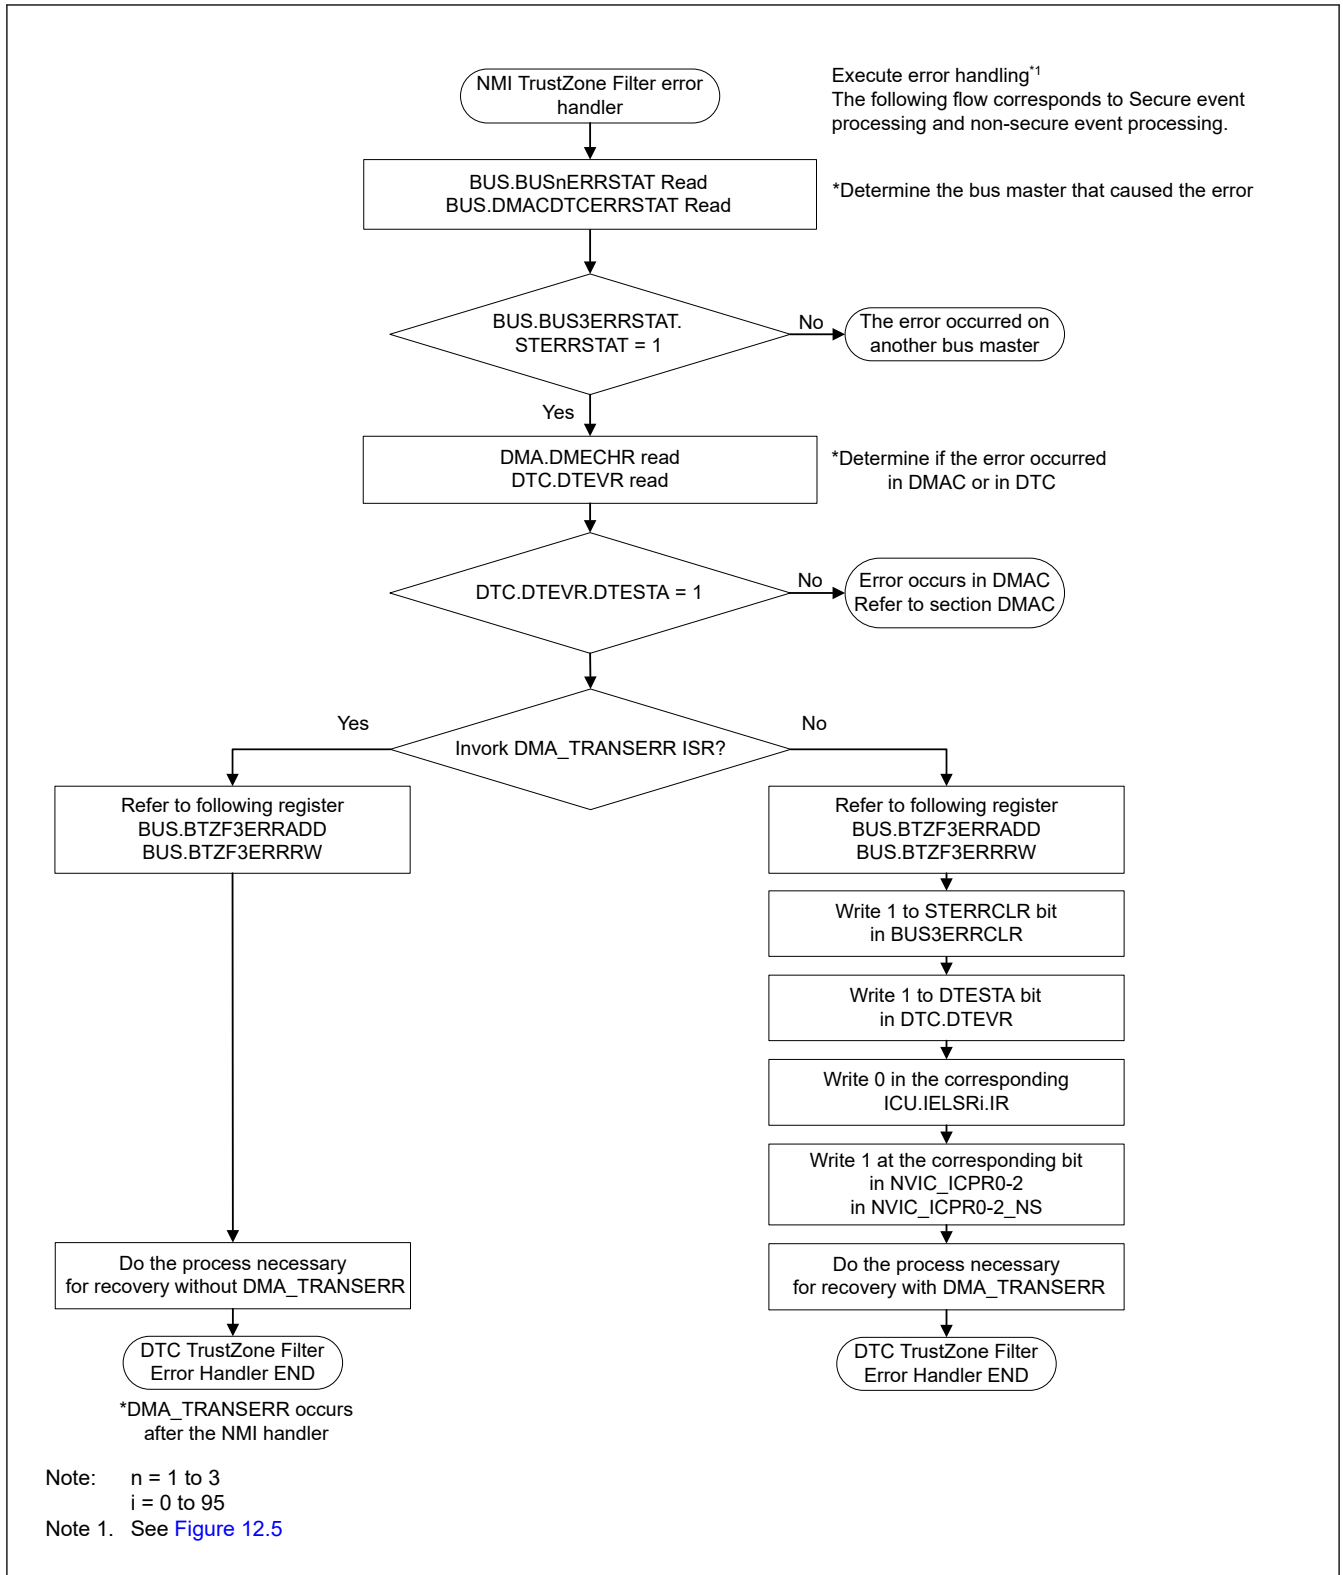 NMI TrustZone Filter error
handler
Execute error handling*1
The following flow corresponds to Secure event
processing and non-secure event processing.
BUS.BUSnERRSTAT Read
BUS.DMACDTCERRSTAT Read
*Determine the bus master that caused the error
BUS.BUS3ERRSTAT.
STERRSTAT = 1
No
The error occurred on
another bus master
Yes
DMA.DMECHR read
DTC.DTEVR read
*Determine if the error occurred
in DMAC or in DTC
DTC.DTEVR.DTESTA = 1
No
Error occurs in DMAC
Refer to section DMAC
Yes
Invork DMA_TRANSERR ISR?
No
Refer to following register
BUS.BTZF3ERRADD
BUS.BTZF3ERRRW
Do the process necessary
for recovery without DMA_TRANSERR
DTC TrustZone Filter
Error Handler END
*DMA_TRANSERR occurs
after the NMI handler
Refer to following register
BUS.BTZF3ERRADD
BUS.BTZF3ERRRW
Write 1 to STERRCLR bit
in BUS3ERRCLR
Write 1 to DTESTA bit
in DTC.DTEVR
Write 0 in the corresponding
ICU.IELSRi.IR
Write 1 at the corresponding bit
in NVIC_ICPR0-2
in NVIC_ICPR0-2_NS
Do the process necessary
for recovery with DMA_TRANSERR
DTC TrustZone Filter
Error Handler END
Note: n = 1 to 3
i = 0 to 95
Note 1. See Figure 12.5